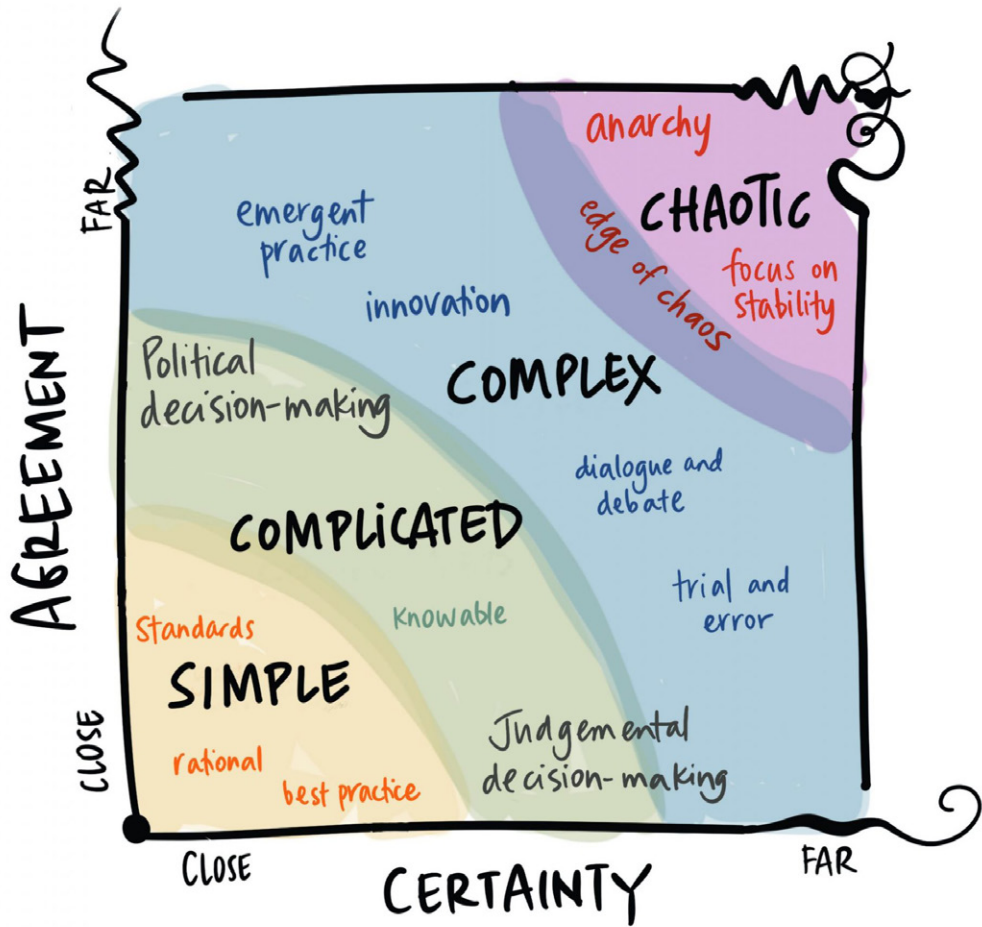 anarchy
CHAOTIC
edge of chaos
focus on
stability
emergent
practice
innovation
COMPLEX
dialogue and
debate
trial and
error
Political
decision-making
COMPLICATED
Knowable
Judgemental
decision-making
Standards
SIMPLE
rational
best practice
FAR
AGREEMENT
CLOSE
CLOSE
CERTAINTY
FAR